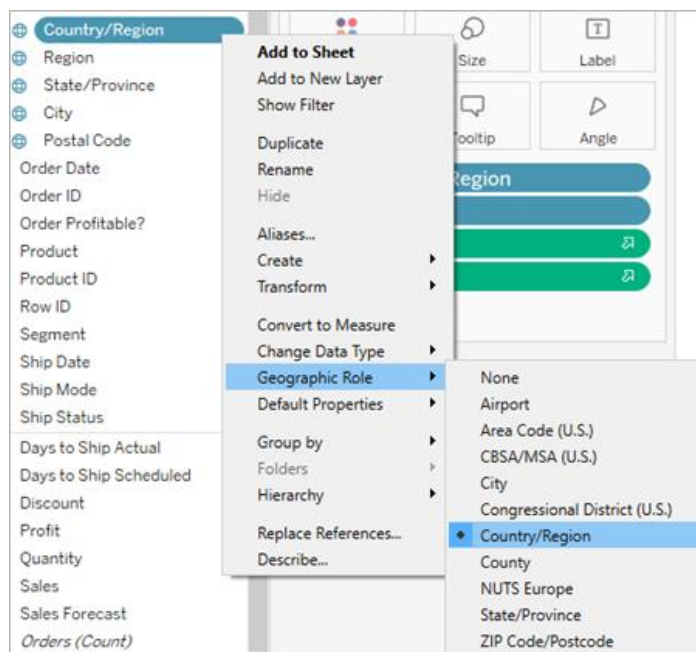 Country/Region
Region
State/Province
City
Postal Code
Order Date
Order ID
Order Profitable?
Product
Product ID
Row ID
Segment
Ship Date
Ship Mode
Ship Status
Days to Ship Actual
Days to Ship Scheduled
Discount
Profit
Quantity
Sales
Sales Forecast
Orders (Count)
Add to Sheet
Add to New Layer
Show Filter
Duplicate
Rename
Hide
Aliases...
Create
Transform
Convert to Measure
Change Data Type
Geographic Role
Default Properties
Group by
Folders
Hierarchy
Replace References...
Describe...
Size
T
Label
ooltip
Angle
Region
None
Airport
Area Code (U.S.)
CBSA/MSA (U.S.)
City
Congressional District (U.S.)
Country/Region
County
NUTS Europe
State/Province
ZIP Code/Postcode